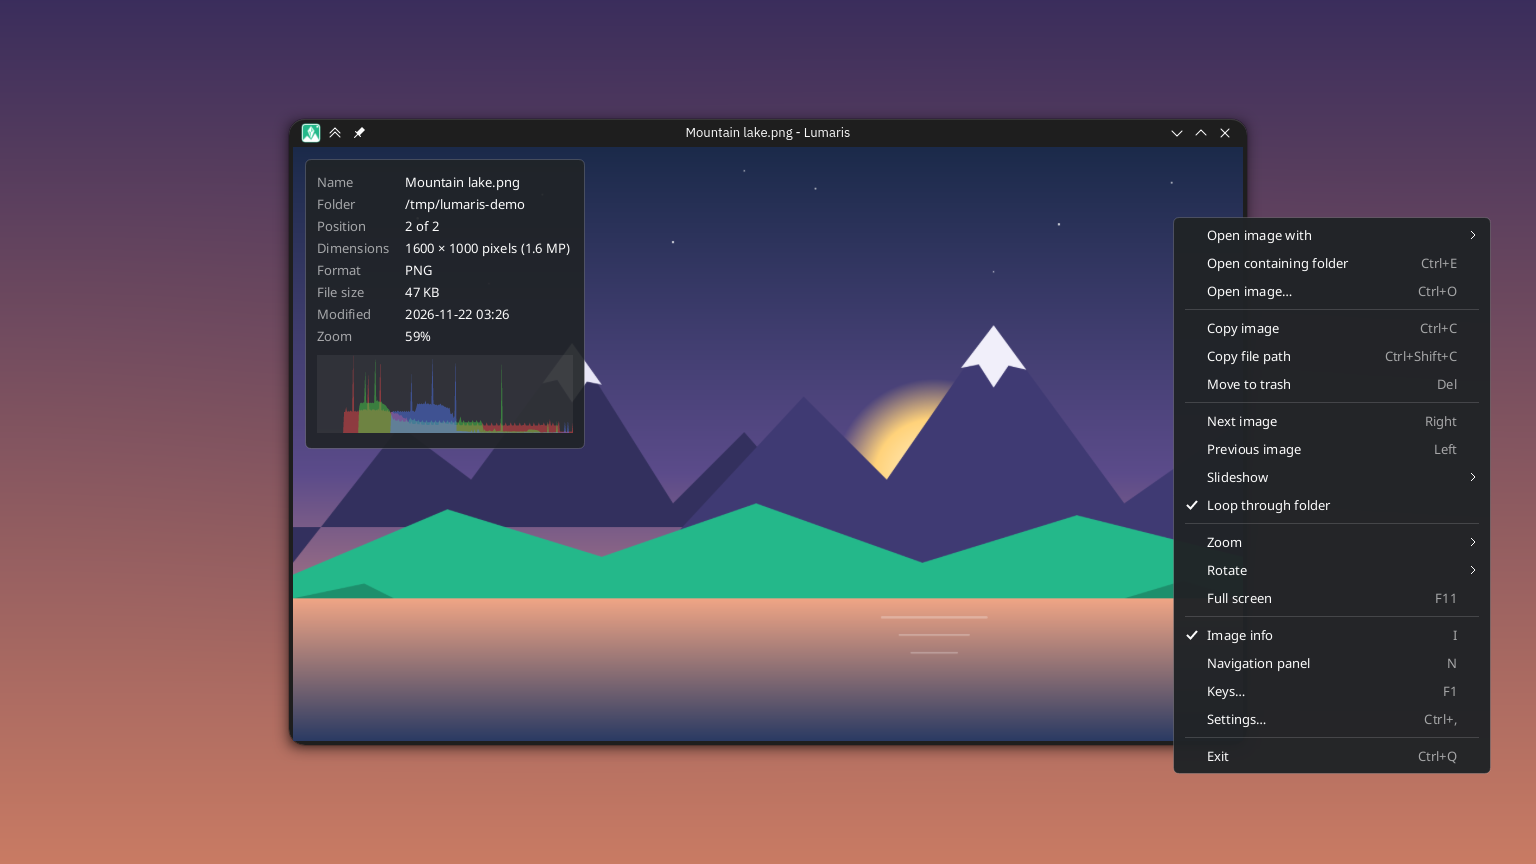 Mountain lake.png - Lumaris
Name Mountain lake.png
Folder /tmp/lumaris-demo
Position 2 of 2
Dimensions 1600 × 1000 pixels (1.6 MP)
Format PNG
File size 47 KB
Modified 2026-11-22 03:26
Zoom 59%
Open image with
Open containing folder Ctrl+E
Open image... Ctrl+O
Copy image Ctrl+C
Copy file path Ctrl+Shift+C
Move to trash Del
Next image Right
Previous image Left
Slideshow
Loop through folder
Zoom
Rotate
Full screen F11
Image info I
Navigation panel N
Keys... F1
Settings... Ctrl+,
Exit Ctrl+Q